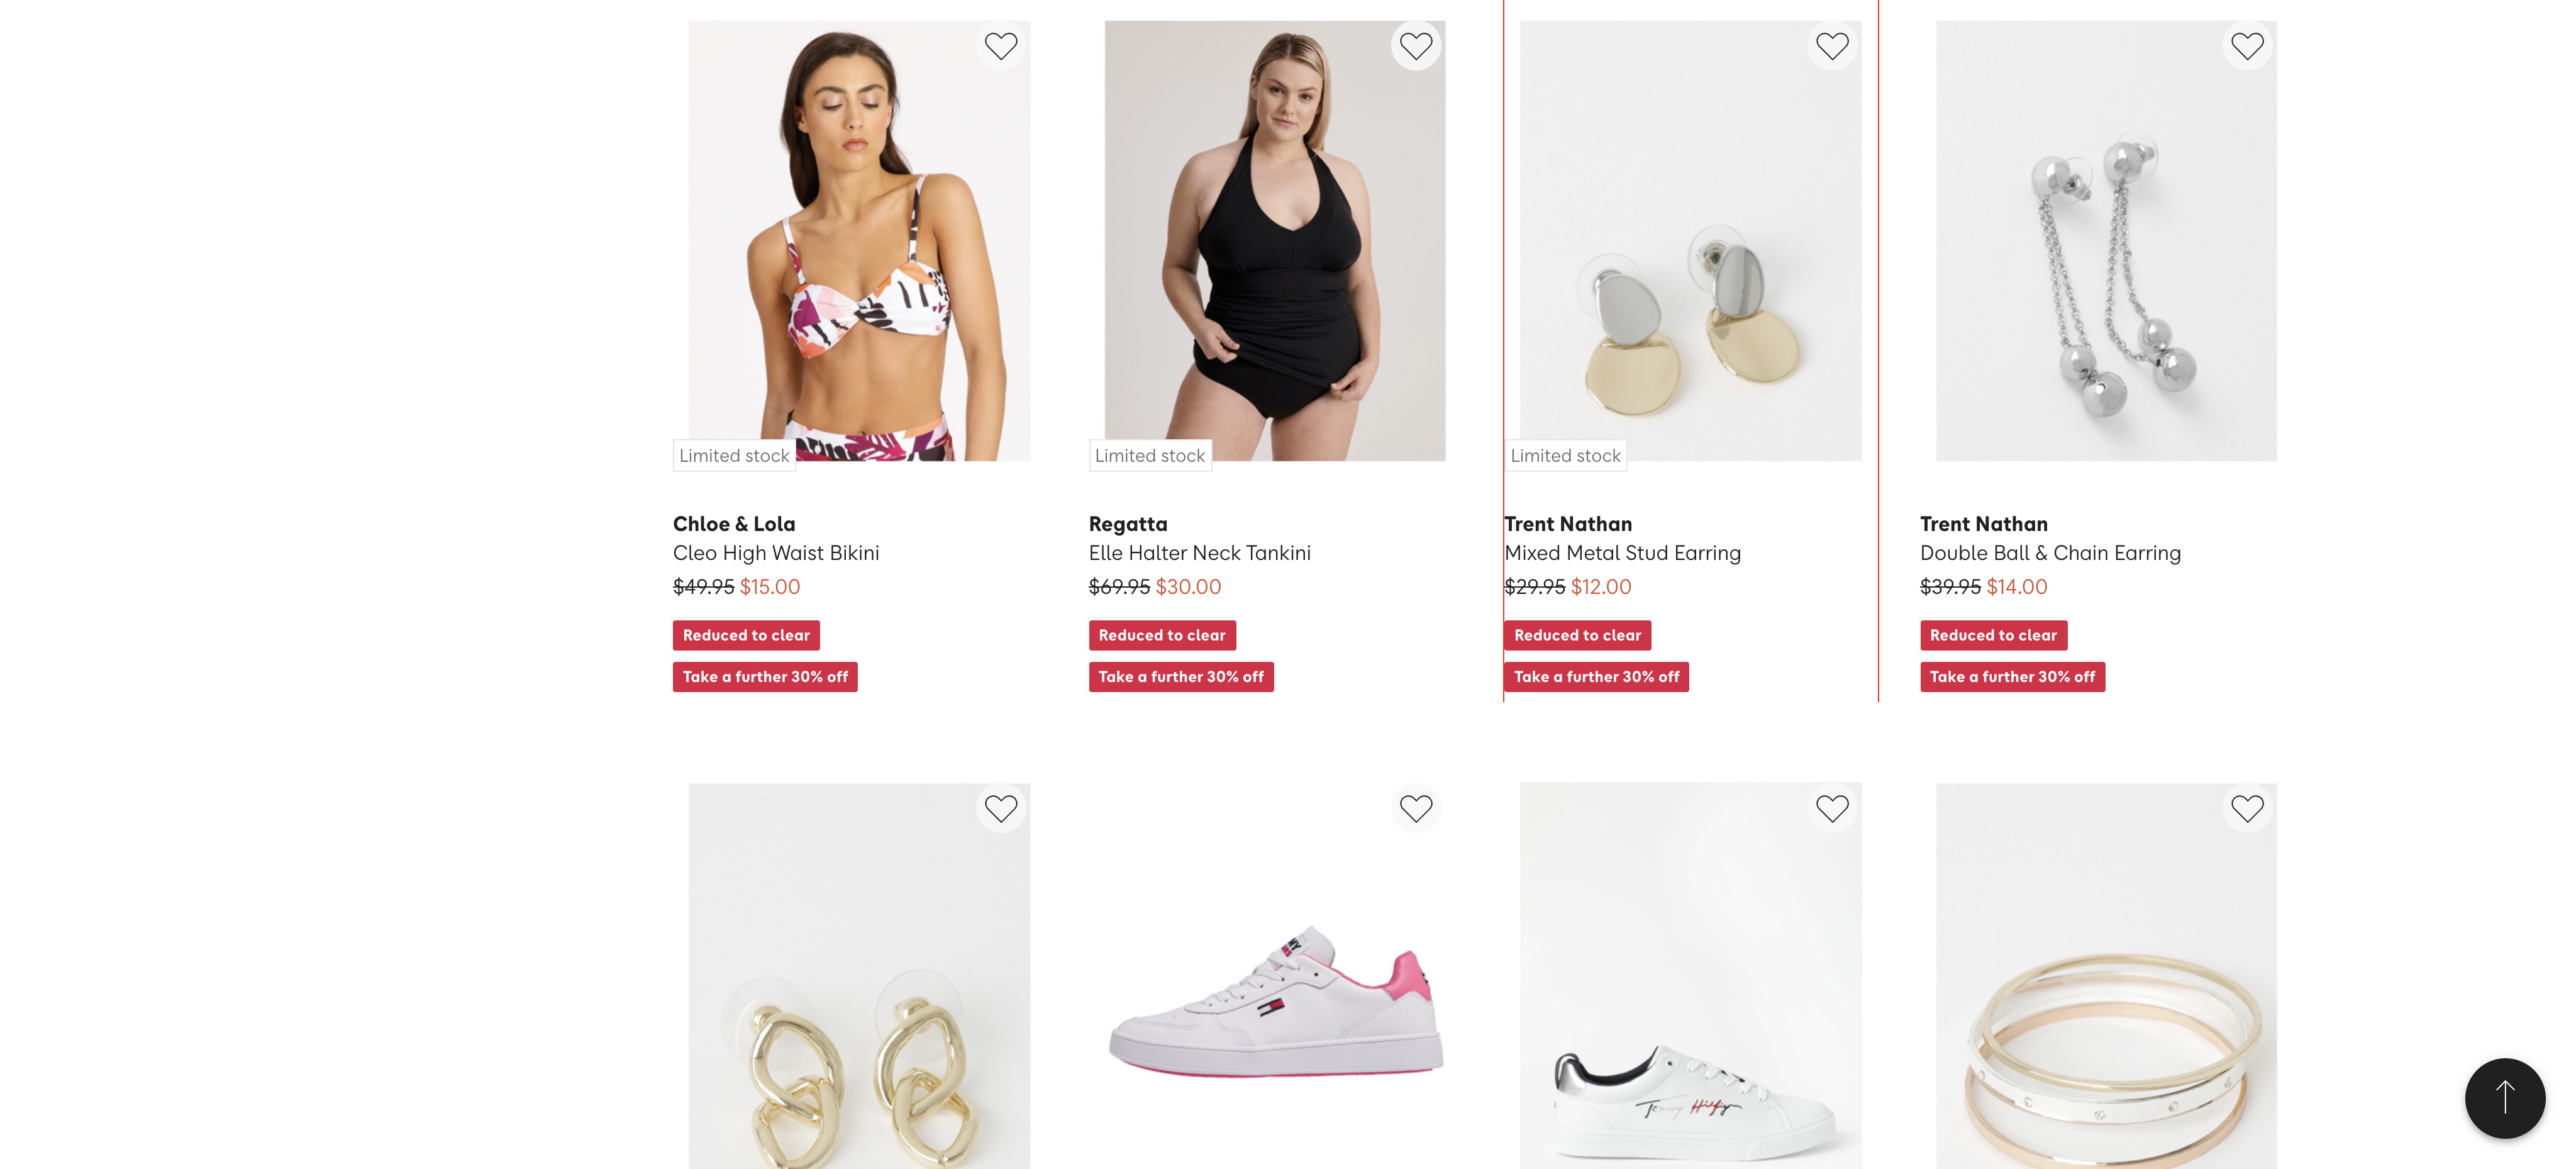 Limited stock
Chloe & Lola
Cleo High Waist Bikini
$49.95 $15.00
Reduced to clear
Take a further 30% off
Limited stock
Regatta
Elle Halter Neck Tankini
$69.95 $30.00
Reduced to clear
Take a further 30% off
Limited stock
Trent Nathan
Mixed Metal Stud Earring
$29.95 $12.00
Reduced to clear
Take a further 30% off
Trent Nathan
Double Ball & Chain Earring
$39.95 $14.00
Reduced to clear
Take a further 30% off
Tommy Hilfiger